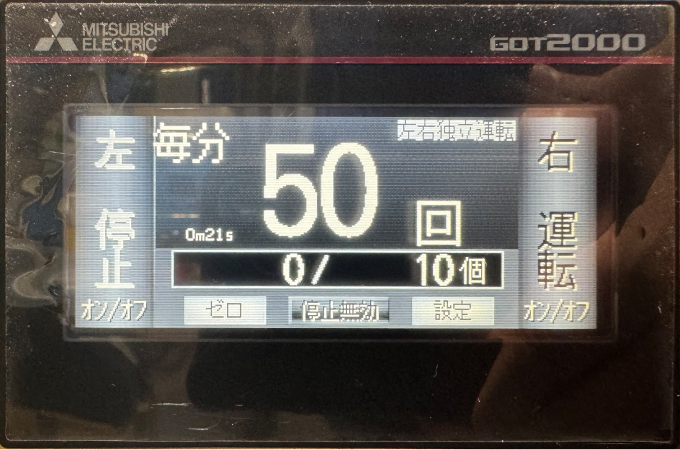 MITSUBISHI
ELECTRIC
GOT2000
左右独立運転
左
毎分
50
回
右
停止
0m21s
運転
0/ 10個
オン/オフ
ゼロ
停止無効
設定
オン/オフ